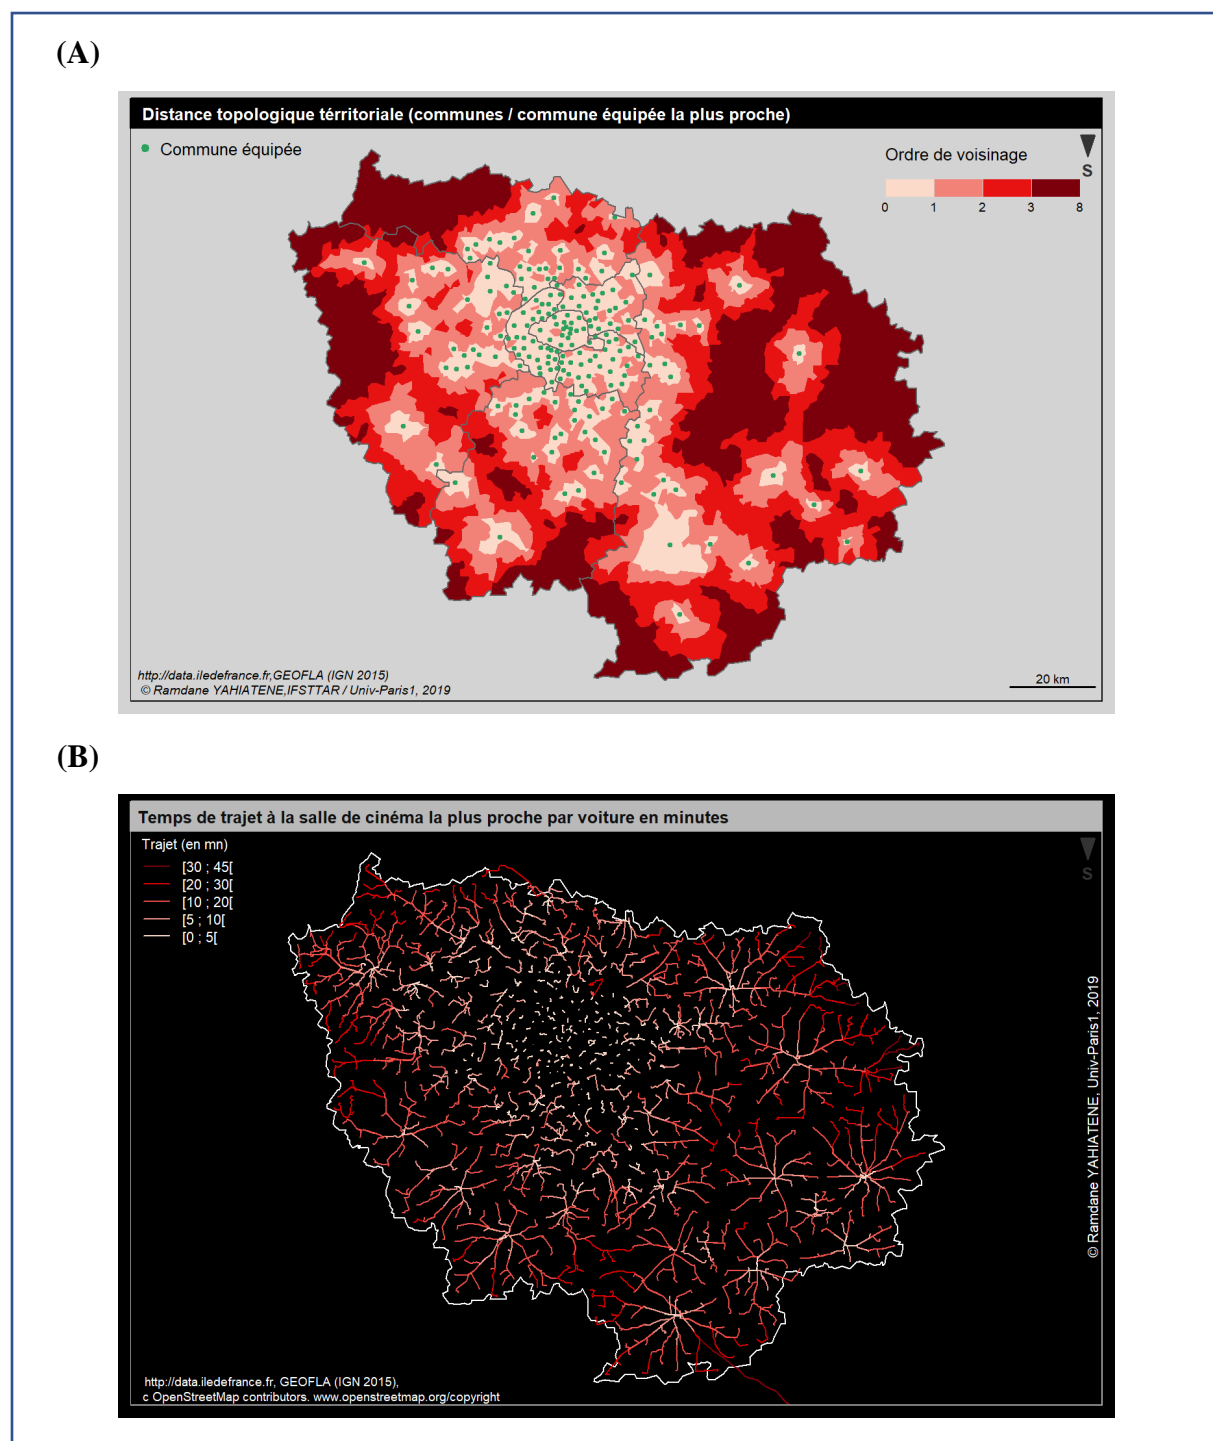 (A)
Distance topologique térritoriale (communes / commune équipée la plus proche)
Commune équipée
Ordre de voisinage
S
0 1 2 3 8
http://data.iledefrance.fr,GEOFLA (IGN 2015)
© Ramdane YAHIATENE,IFSTTAR / Univ-Paris1, 2019
20 km
(B)
Temps de trajet à la salle de cinéma la plus proche par voiture en minutes
Trajet (en mn)
[30 ; 45[
[20 ; 30[
[10 ; 20[
[5 ; 10[
[0 ; 5[
S
© Ramdane YAHIATENE, Univ-Paris1, 2019
http://data.iledefrance.fr, GEOFLA (IGN 2015),
c OpenStreetMap contributors. www.openstreetmap.org/copyright